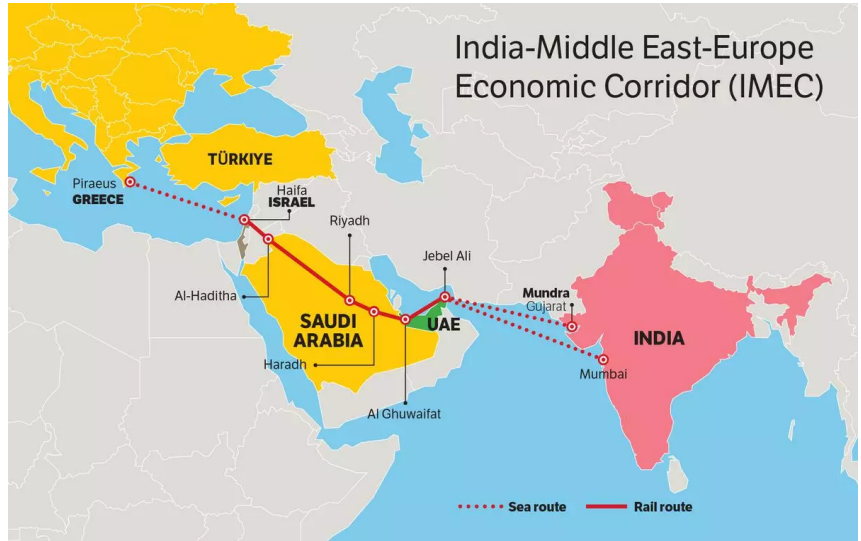 India-Middle East-Europe
Economic Corridor (IMEC)
TÜRKIYE
Piraeus
GREECE
Haifa
ISRAEL
Riyadh
Jebel Ali
Al-Haditha
SAUDI
ARABIA
UAE
Mundra
Gujarat
INDIA
Haradh
Mumbai
Al Ghuwaifat
Sea route
Rail route